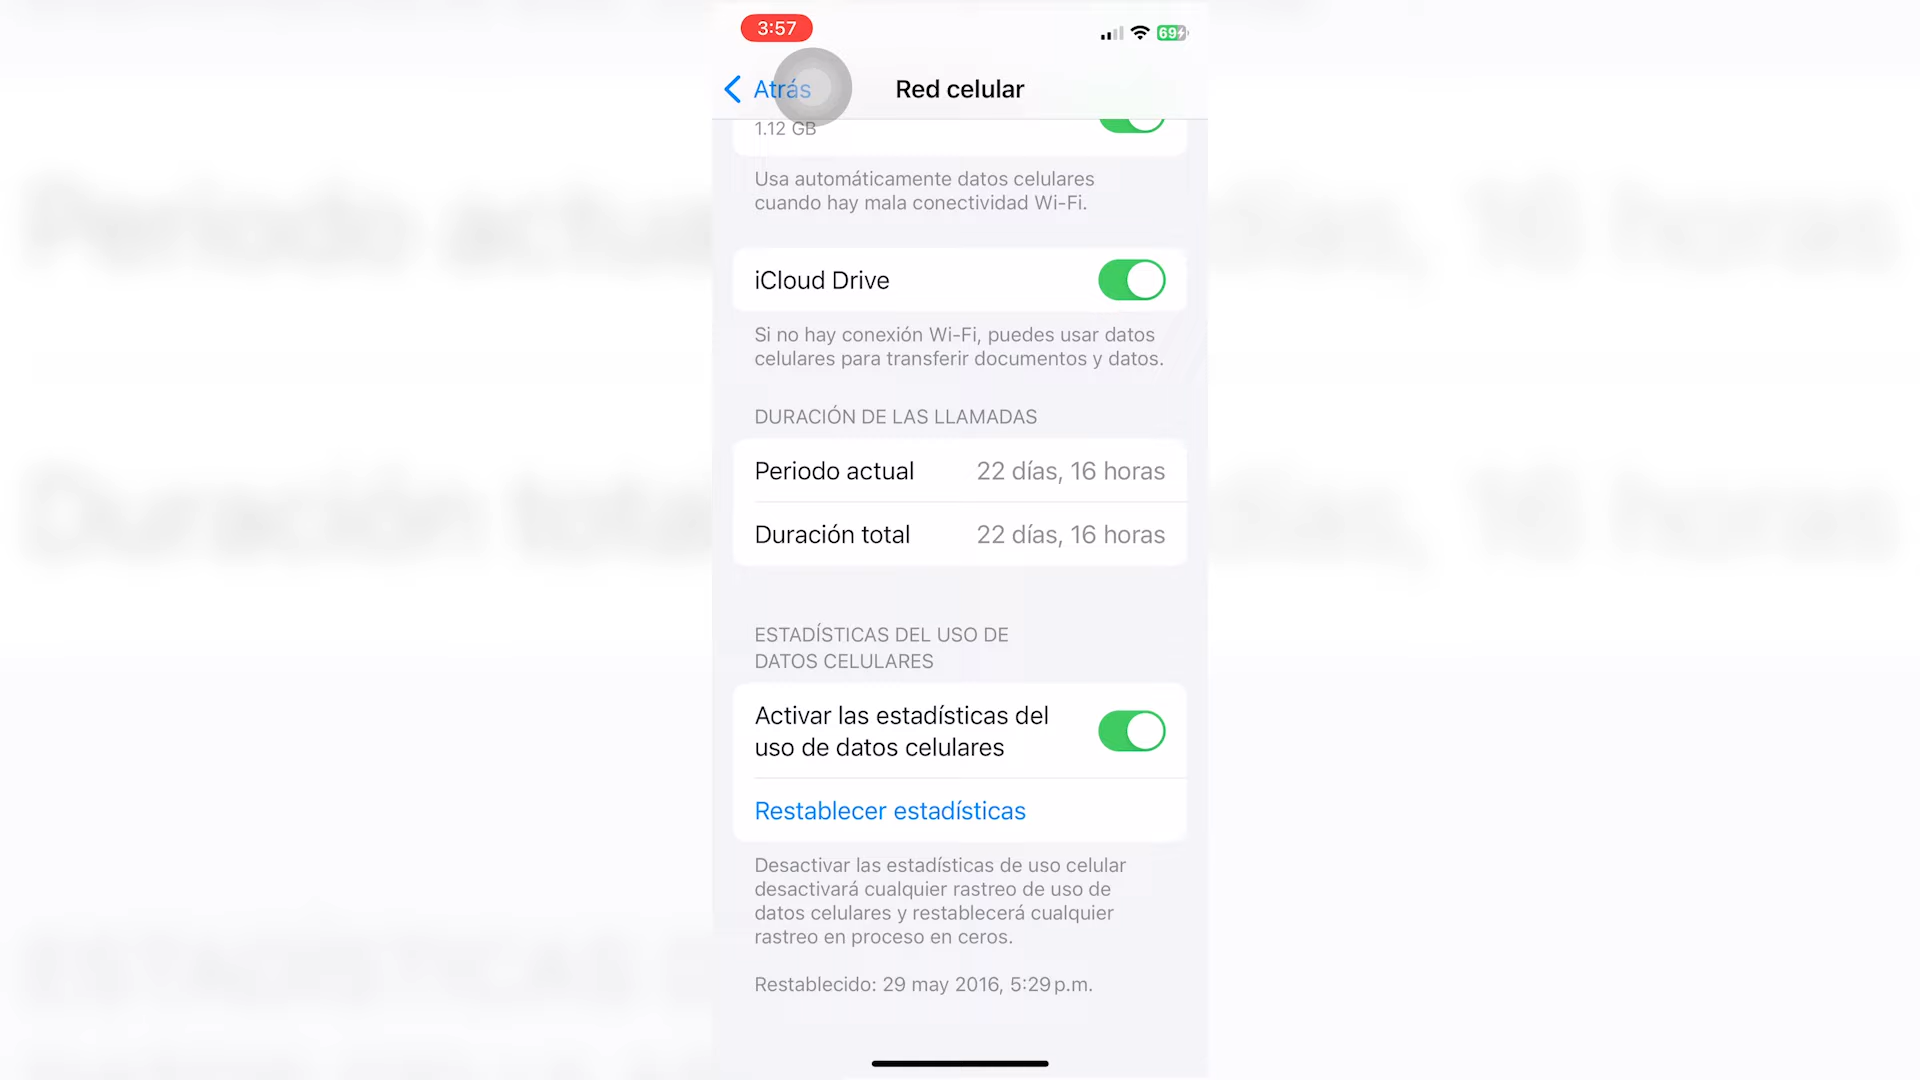 3:57
69
Atrás
Red celular
1.12 GB
Usa automáticamente datos celulares
cuando hay mala conectividad Wi-Fi.
iCloud Drive
Si no hay conexión Wi-Fi, puedes usar datos
celulares para transferir documentos y datos.
DURACIÓN DE LAS LLAMADAS
Periodo actual 22 días, 16 horas
Duración total 22 días, 16 horas
ESTADÍSTICAS DEL USO DE
DATOS CELULARES
Activar las estadísticas del
uso de datos celulares
Restablecer estadísticas
Desactivar las estadísticas de uso celular
desactivará cualquier rastreo de uso de
datos celulares y restablecerá cualquier
rastreo en proceso en ceros.
Restablecido: 29 may 2016, 5:29 p.m.